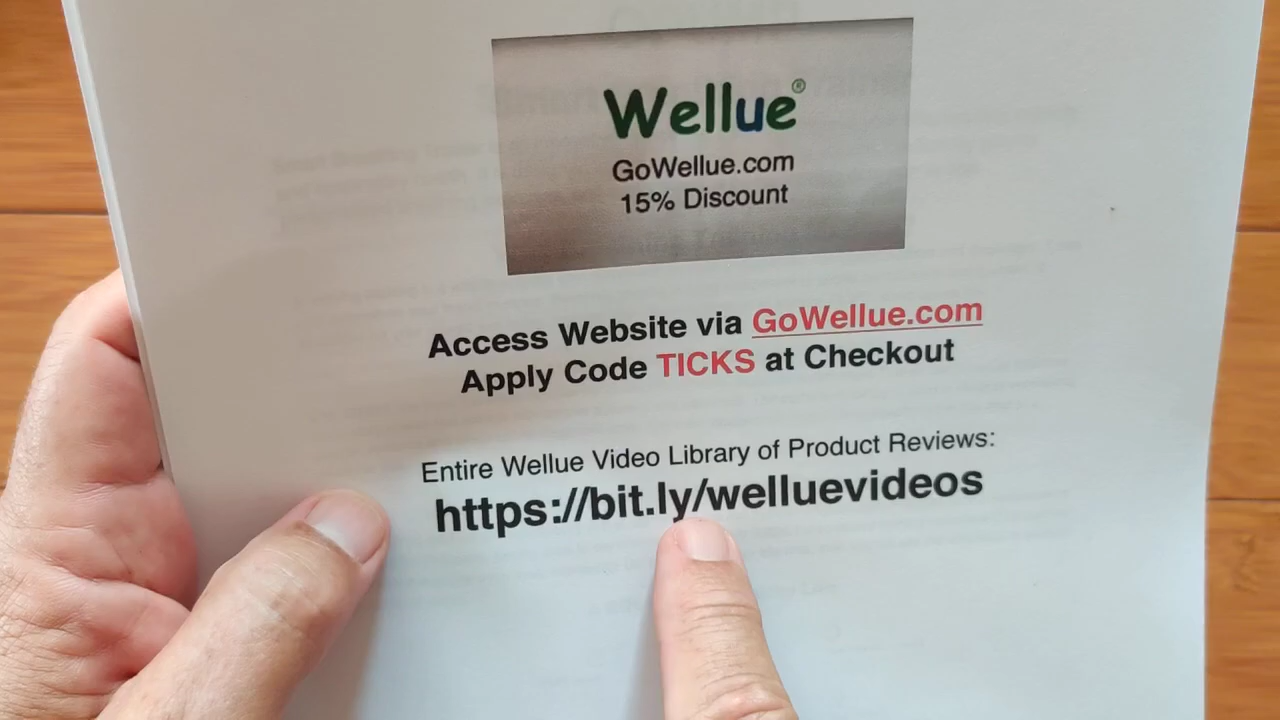 Wellue®
GoWellue.com
15% Discount
Access Website via GoWellue.com
Apply Code TICKS at Checkout
Entire Wellue Video Library of Product Reviews:
https://bit.ly/welluevideos